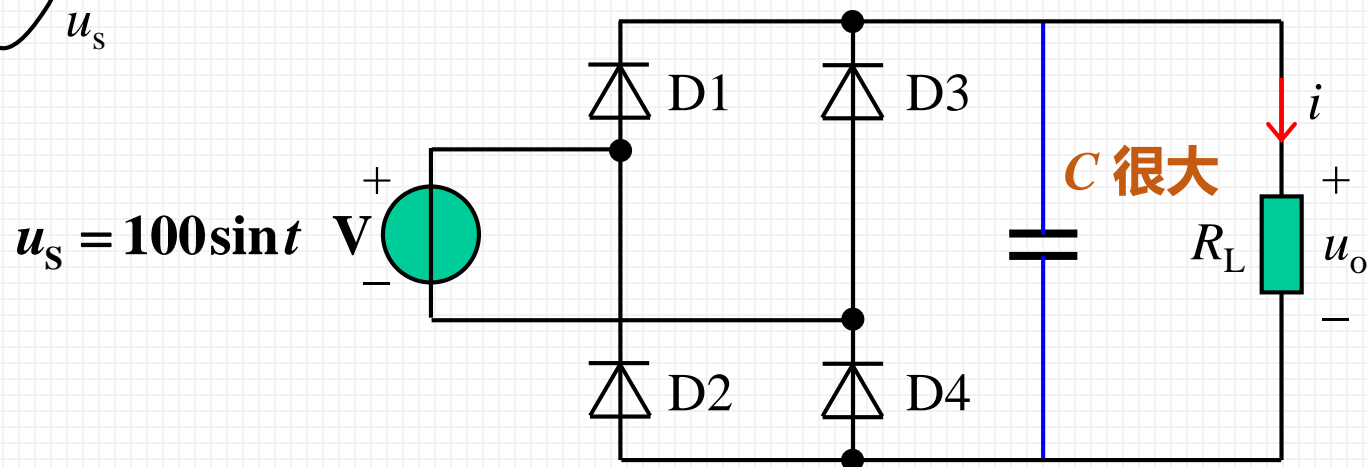 u_s
D1
D3
i
+
C 很大
+
u_s = 100sin t V
R_L
u_o
−
−
D2
D4